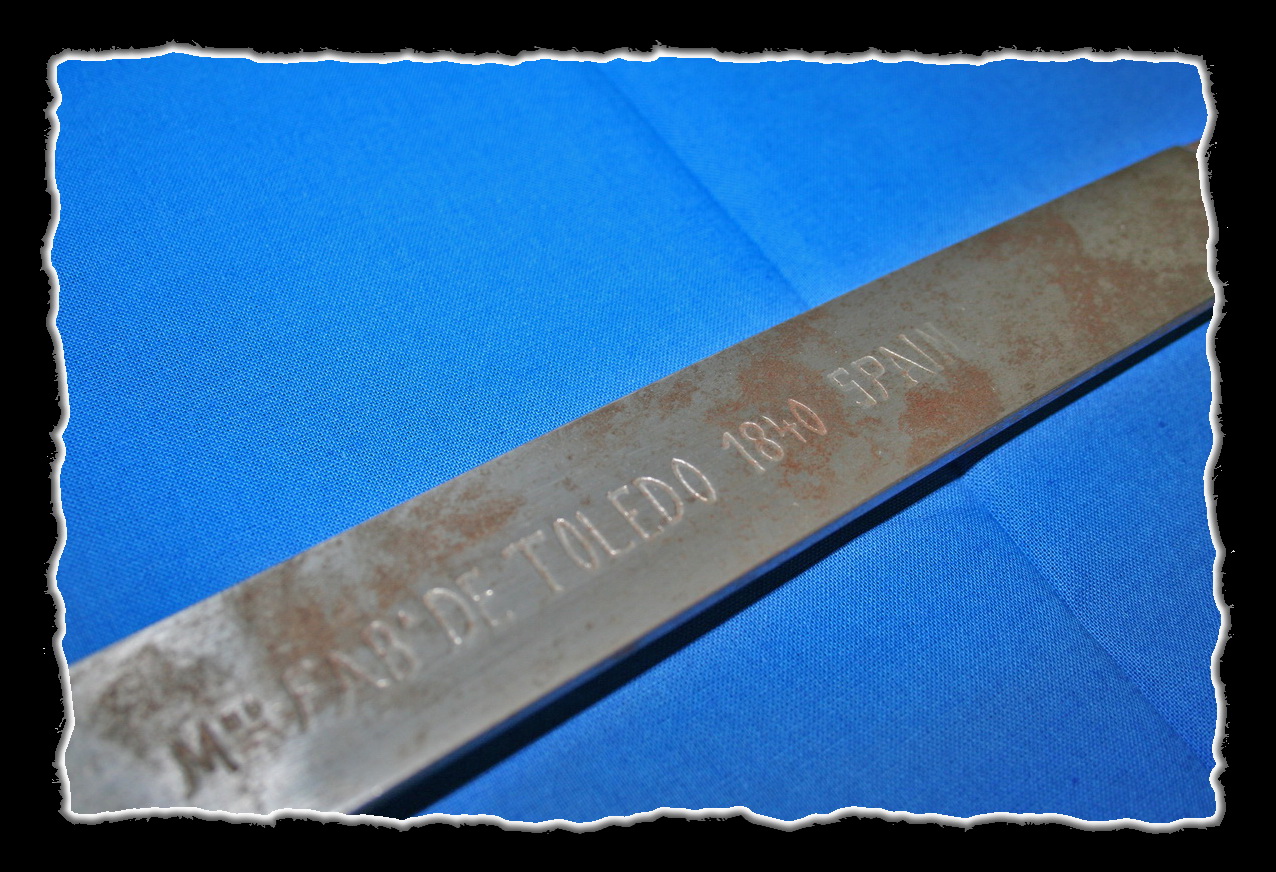 FAB^A DE TOLEDO 1840 SPAIN